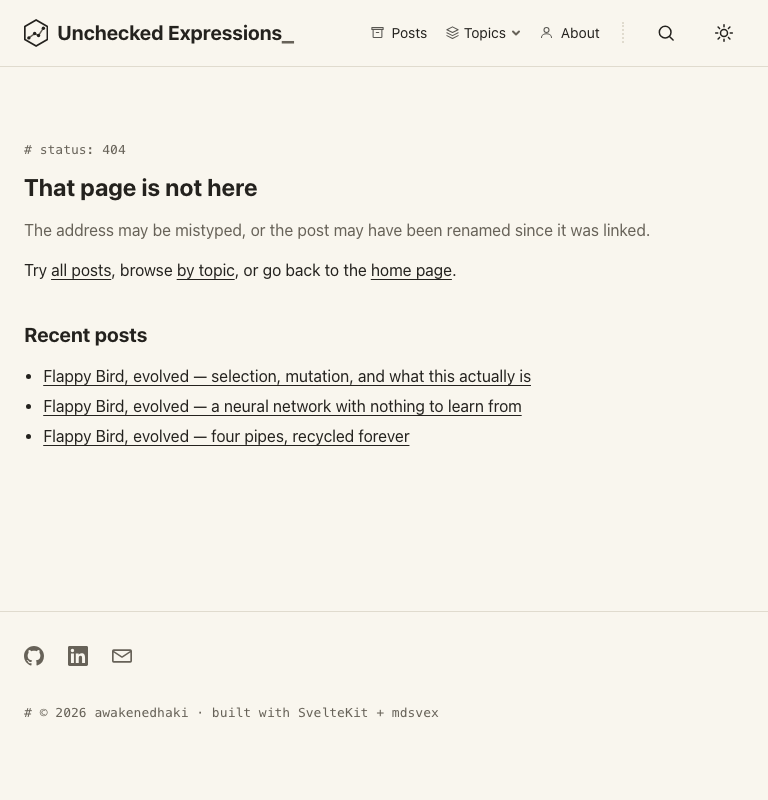 Unchecked Expressions_
Posts
Topics
About
# status: 404
That page is not here
The address may be mistyped, or the post may have been renamed since it was linked.
Try all posts, browse by topic, or go back to the home page.
Recent posts
Flappy Bird, evolved — selection, mutation, and what this actually is
Flappy Bird, evolved — a neural network with nothing to learn from
Flappy Bird, evolved — four pipes, recycled forever
# © 2026 awakenedhaki · built with SvelteKit + mdsvex